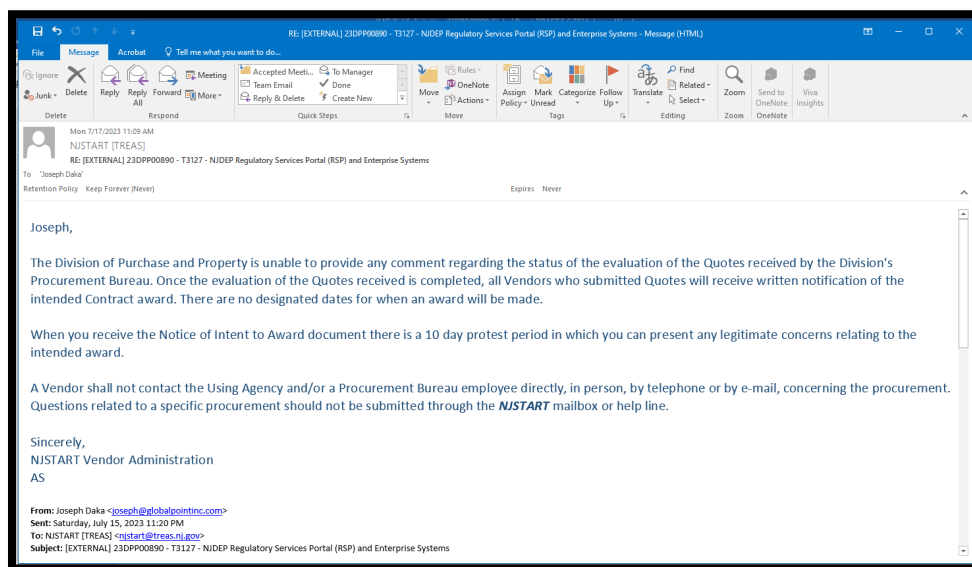 RE: [EXTERNAL] 23DPP00890 - T3127 - NJDEP Regulatory Services Portal (RSP) and Enterprise Systems - Message (HTML)
File Message Acrobat Tell me what you want to do...
Ignore
Junk
Delete
Reply
Reply All
Forward
Meeting
More
Accepted Meeti...
Team Email
Reply & Delete
To Manager
Done
Create New
Move
Rules
OneNote
Actions
Assign Policy
Mark Unread
Categorize
Follow Up
Translate
Find
Related
Select
Zoom
Send to OneNote
Viva Insights
Delete Respond Quick Steps Move Tags Editing Zoom OneNote
Mon 7/17/2023 11:09 AM
NJSTART [TREAS]
RE: [EXTERNAL] 23DPP00890 - T3127 - NJDEP Regulatory Services Portal (RSP) and Enterprise Systems
To 'Joseph Daka'
Retention Policy Keep Forever (Never) Expires Never
Joseph,
The Division of Purchase and Property is unable to provide any comment regarding the status of the evaluation of the Quotes received by the Division's
Procurement Bureau. Once the evaluation of the Quotes received is completed, all Vendors who submitted Quotes will receive written notification of the
intended Contract award. There are no designated dates for when an award will be made.
When you receive the Notice of Intent to Award document there is a 10 day protest period in which you can present any legitimate concerns relating to the
intended award.
A Vendor shall not contact the Using Agency and/or a Procurement Bureau employee directly, in person, by telephone or by e-mail, concerning the procurement.
Questions related to a specific procurement should not be submitted through the NJSTART mailbox or help line.
Sincerely,
NJSTART Vendor Administration
AS
From: Joseph Daka <joseph@globalpointinc.com>
Sent: Saturday, July 15, 2023 11:20 PM
To: NJSTART [TREAS] <njstart@treas.nj.gov>
Subject: [EXTERNAL] 23DPP00890 - T3127 - NJDEP Regulatory Services Portal (RSP) and Enterprise Systems